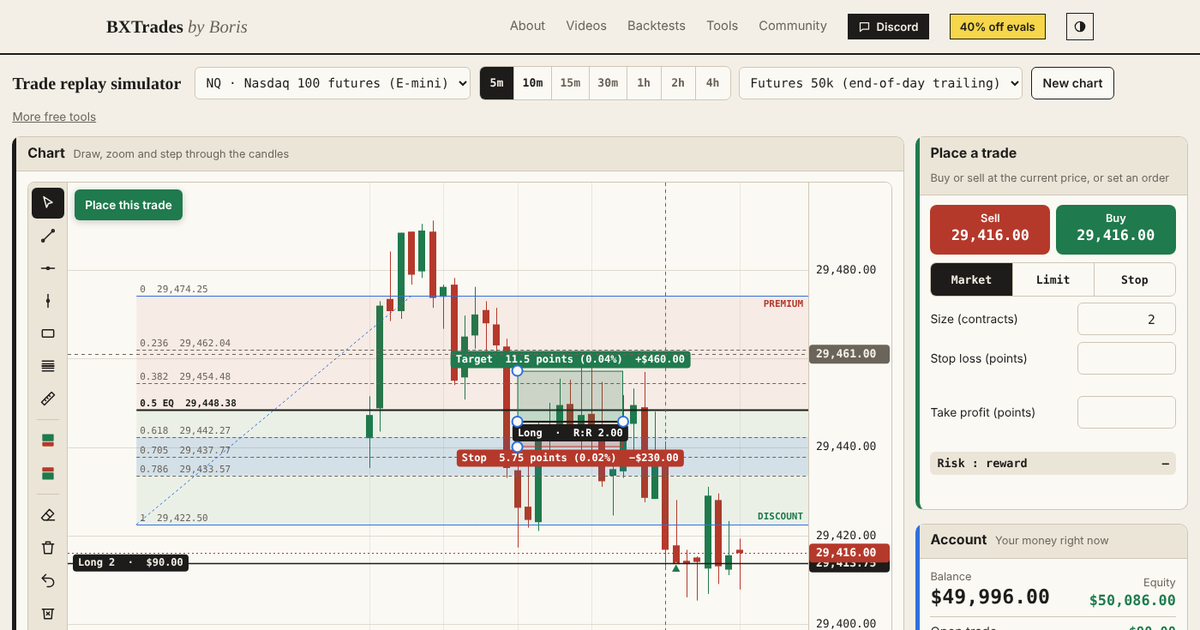 BXTrades by Boris
About Videos Backtests Tools Community Discord 40% off evals
Trade replay simulator NQ · Nasdaq 100 futures (E-mini) 5m 10m 15m 30m 1h 2h 4h Futures 50k (end-of-day trailing) New chart
More free tools
Chart Draw, zoom and step through the candles
Place this trade
0 29,474.25
PREMIUM
0.236 29,462.04
0.382 29,454.48
0.5 EQ 29,448.38
0.618 29,442.27
0.705 29,437.77
0.786 29,433.57
1 29,422.50
DISCOUNT
Target 11.5 points (0.04%) +$460.00
Long · R:R 2.00
Stop 5.75 points (0.02%) −$230.00
Long 2 · $90.00
29,480.00
29,461.00
29,440.00
29,420.00
29,416.00
29,413.75
29,400.00
Place a trade
Buy or sell at the current price, or set an order
Sell
29,416.00
Buy
29,416.00
Market Limit Stop
Size (contracts) 2
Stop loss (points)
Take profit (points)
Risk : reward –
Account Your money right now
Balance
$49,996.00
Equity
$50,086.00
Open trade
$90.00